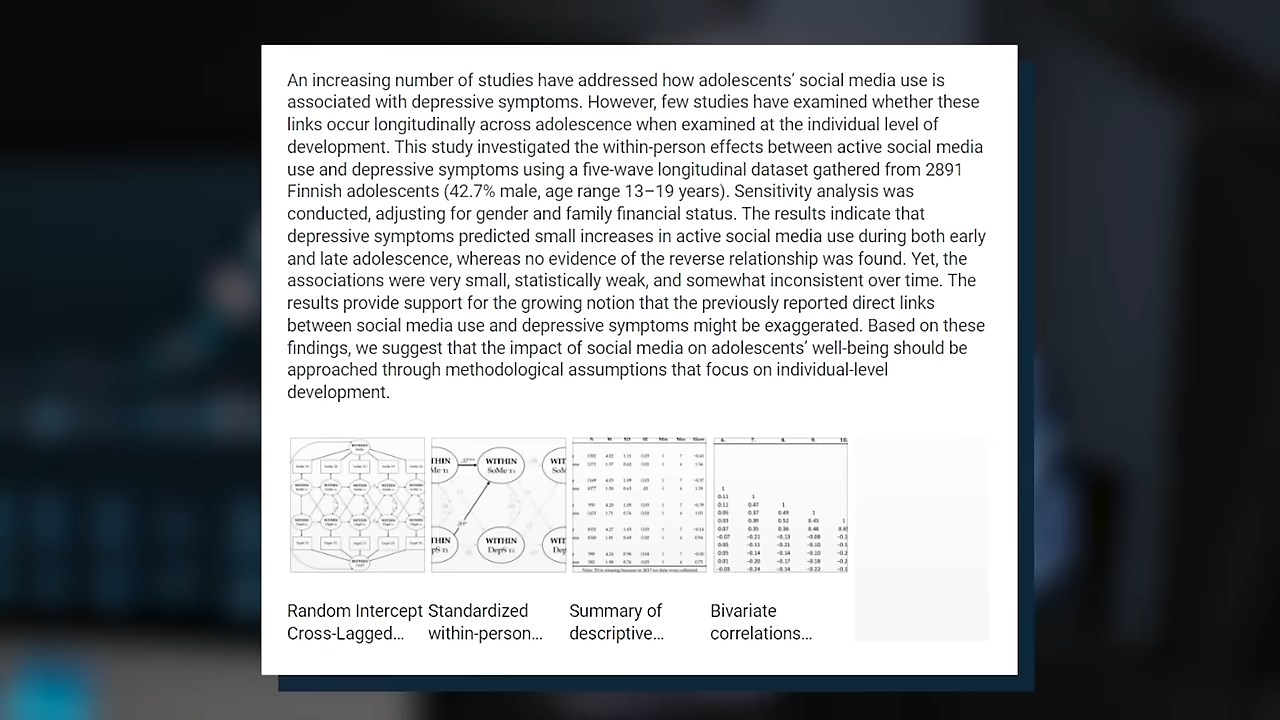 An increasing number of studies have addressed how adolescents’ social media use is
associated with depressive symptoms. However, few studies have examined whether these
links occur longitudinally across adolescence when examined at the individual level of
development. This study investigated the within-person effects between active social media
use and depressive symptoms using a five-wave longitudinal dataset gathered from 2891
Finnish adolescents (42.7% male, age range 13–19 years). Sensitivity analysis was
conducted, adjusting for gender and family financial status. The results indicate that
depressive symptoms predicted small increases in active social media use during both early
and late adolescence, whereas no evidence of the reverse relationship was found. Yet, the
associations were very small, statistically weak, and somewhat inconsistent over time. The
results provide support for the growing notion that the previously reported direct links
between social media use and depressive symptoms might be exaggerated. Based on these
findings, we suggest that the impact of social media on adolescents’ well-being should be
approached through methodological assumptions that focus on individual-level
development.
WITHIN
SoMe T2
WITHIN
DepS T2
Random Intercept
Cross-Lagged...
Standardized
within-person...
Summary of
descriptive...
Bivariate
correlations...